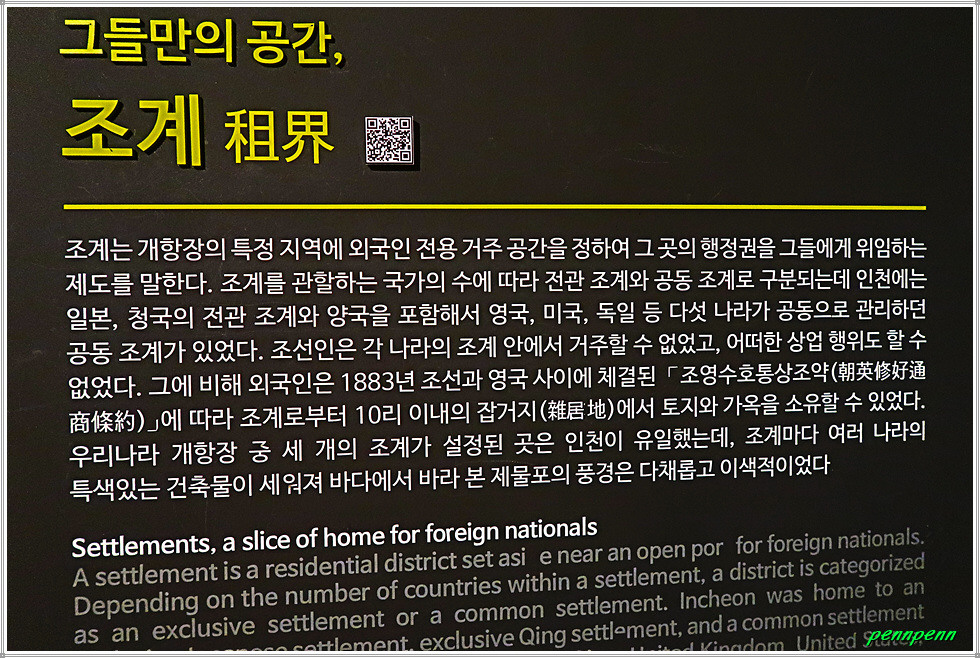 그들만의 공간,
조계 租界
조계는 개항장의 특정 지역에 외국인 전용 거주 공간을 정하여 그 곳의 행정권을 그들에게 위임하는
제도를 말한다. 조계를 관할하는 국가의 수에 따라 전관 조계와 공동 조계로 구분되는데 인천에는
일본, 청국의 전관 조계와 양국을 포함해서 영국, 미국, 독일 등 다섯 나라가 공동으로 관리하던
공동 조계가 있었다. 조선인은 각 나라의 조계 안에서 거주할 수 없었고, 어떠한 상업 행위도 할 수
없었다. 그에 비해 외국인은 1883년 조선과 영국 사이에 체결된 「조영수호통상조약(朝英修好通
商條約)」에 따라 조계로부터 10리 이내의 잡거지(雜居地)에서 토지와 가옥을 소유할 수 있었다.
우리나라 개항장 중 세 개의 조계가 설정된 곳은 인천이 유일했는데, 조계마다 여러 나라의
특색있는 건축물이 세워져 바다에서 바라 본 제물포의 풍경은 다채롭고 이색적이었다
Settlements, a slice of home for foreign nationals
A settlement is a residential district set asi e near an open por for foreign nationals.
Depending on the number of countries within a settlement, a district is categorized
as an exclusive settlement or a common settlement. Incheon was home to an
settlement, exclusive Qing settlement, and a common settlement
United Kingdom, United States,
pennpenn